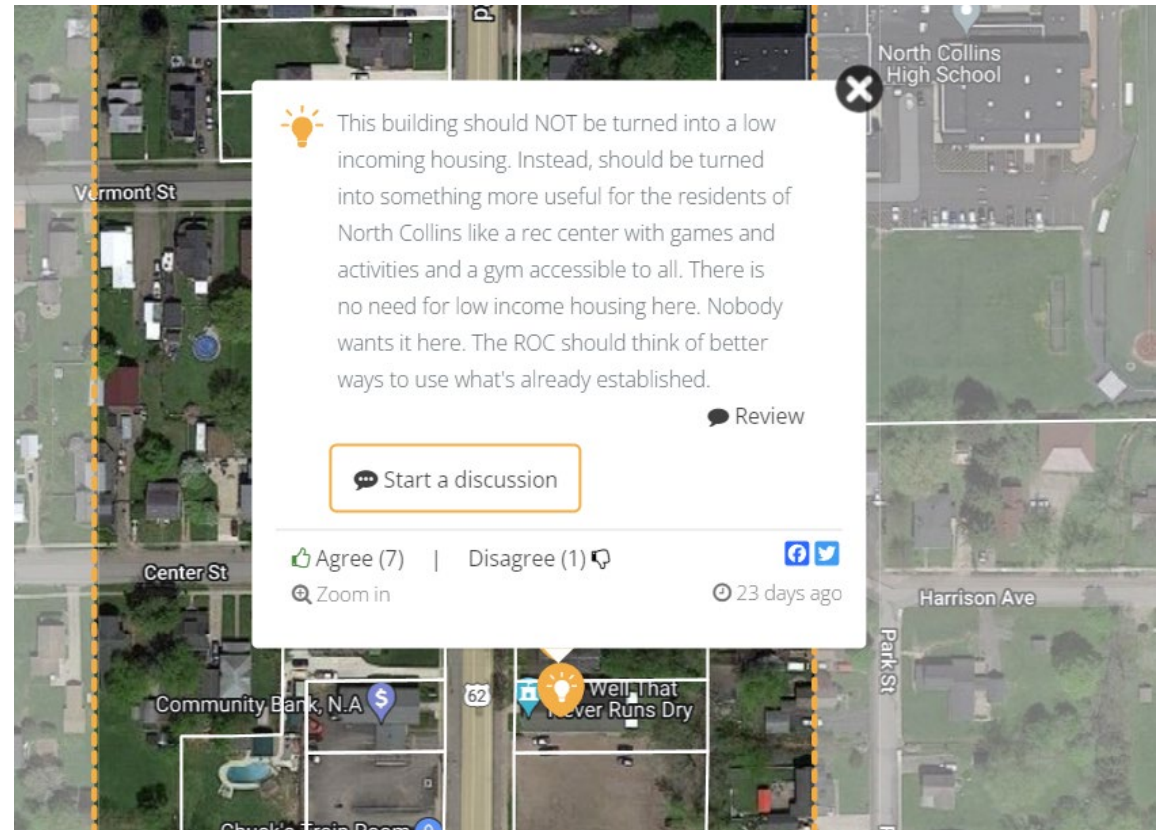 North Collins
High School
This building should NOT be turned into a low
incoming housing. Instead, should be turned
into something more useful for the residents of
North Collins like a rec center with games and
activities and a gym accessible to all. There is
no need for low income housing here. Nobody
wants it here. The ROC should think of better
ways to use what's already established.
Review
Start a discussion
Agree (7) | Disagree (1)
Zoom in
23 days ago
Vermont St
Center St
Harrison Ave
Park St
Community Bank, N.A
62
Well That
Never Runs Dry
Chuck's Train Room